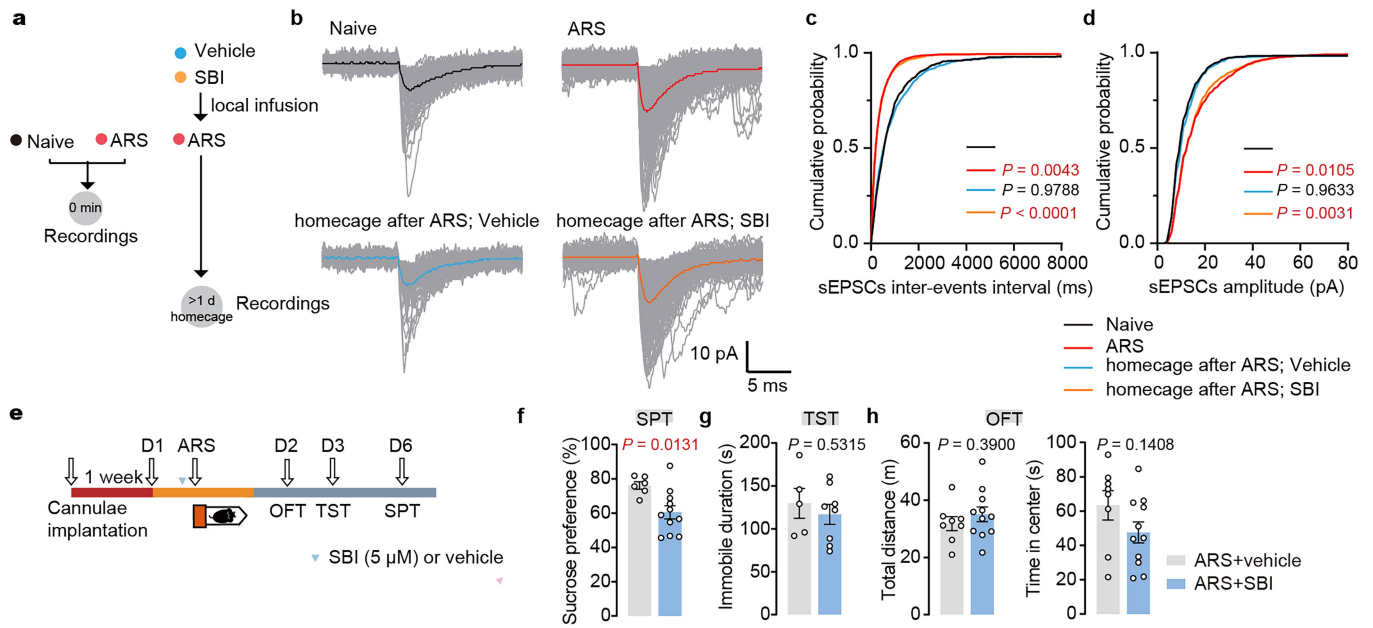 a
Vehicle
SBI
local infusion
Naive
ARS
ARS
0 min
Recordings
>1 d
homecage
Recordings
b
Naive
ARS
homecage after ARS; Vehicle
homecage after ARS; SBI
10 pA
5 ms
c
Cumulative probability
1.0
0.5
0.0
P = 0.0043
P = 0.9788
P < 0.0001
0 2000 4000 6000 8000
sEPSCs inter-events interval (ms)
d
Cumulative probability
1.0
0.5
0.0
P = 0.0105
P = 0.9633
P = 0.0031
0 20 40 60 80
sEPSCs amplitude (pA)
Naive
ARS
homecage after ARS; Vehicle
homecage after ARS; SBI
e
D1 ARS D2 D3 D6
1 week
Cannulae
implantation
OFT TST SPT
SBI (5 μM) or vehicle
f
SPT
P = 0.0131
Sucrose preference (%)
100
80
60
40
20
0
g
TST
P = 0.5315
Immobile duration (s)
200
150
100
50
0
h
OFT
P = 0.3900
Total distance (m)
60
40
20
0
P = 0.1408
Time in center (s)
100
80
60
40
20
0
ARS+vehicle
ARS+SBI